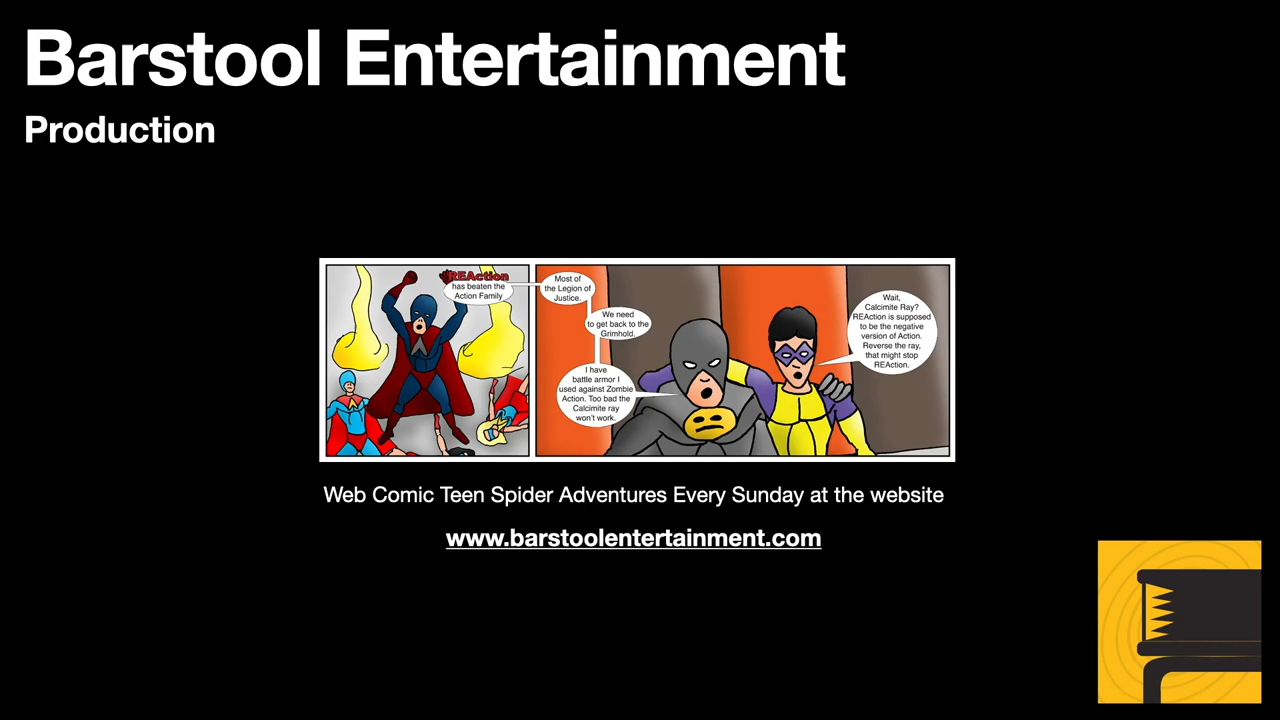 Barstool Entertainment
Production
REAction
has beaten the
Action Family
Most of
the Legion of
Justice.
We need
to get back to the
Grimhold.
I have
battle armor I
used against Zombie
Action. Too bad the
Calcimite ray
won't work.
Wait,
Calcimite Ray?
REAction is supposed
to be the negative
version of Action.
Reverse the ray,
that might stop
REAction.
Web Comic Teen Spider Adventures Every Sunday at the website
www.barstoolentertainment.com